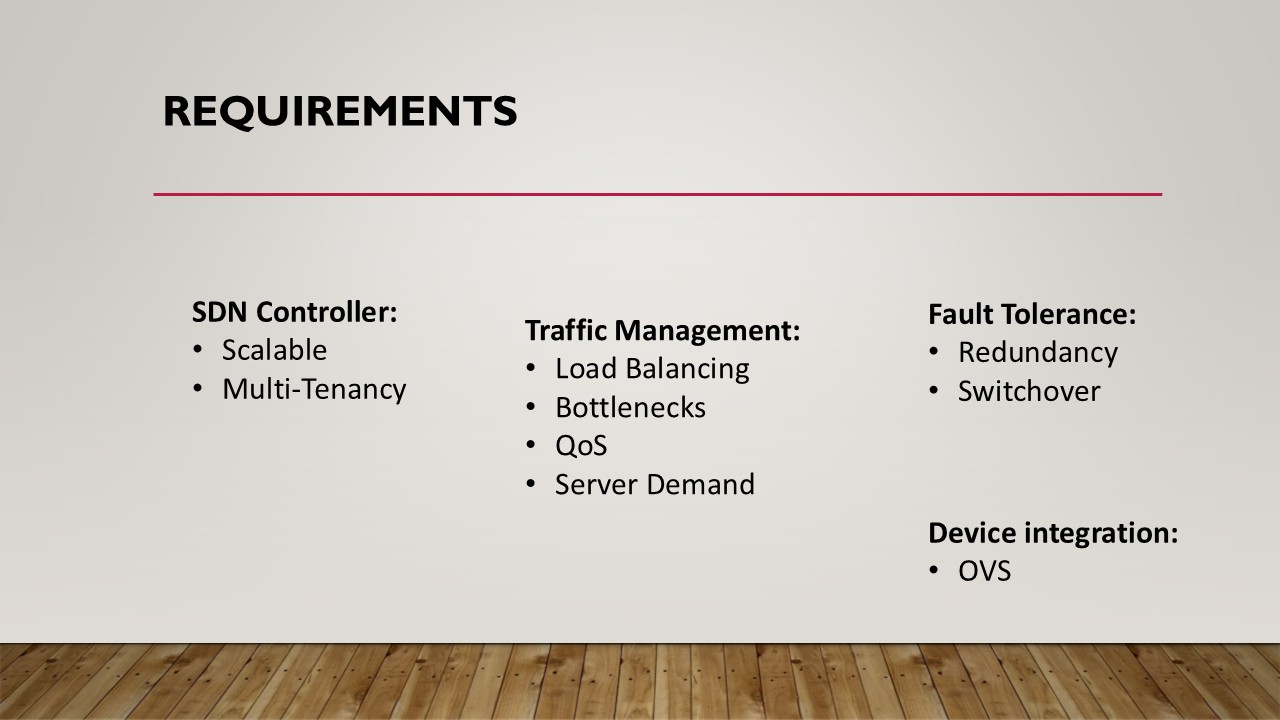 REQUIREMENTS
SDN Controller:
• Scalable
• Multi-Tenancy
Traffic Management:
• Load Balancing
• Bottlenecks
• QoS
• Server Demand
Fault Tolerance:
• Redundancy
• Switchover
Device integration:
• OVS